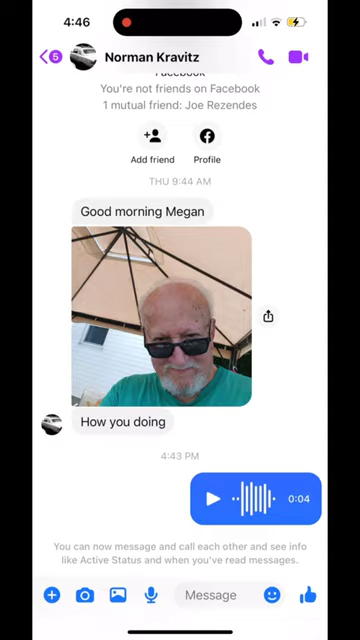 4:46
5
Norman Kravitz
Facebook
You're not friends on Facebook
1 mutual friend: Joe Rezendes
Add friend
Profile
THU 9:44 AM
Good morning Megan
How you doing
4:43 PM
0:04
You can now message and call each other and see info
like Active Status and when you've read messages.
Message